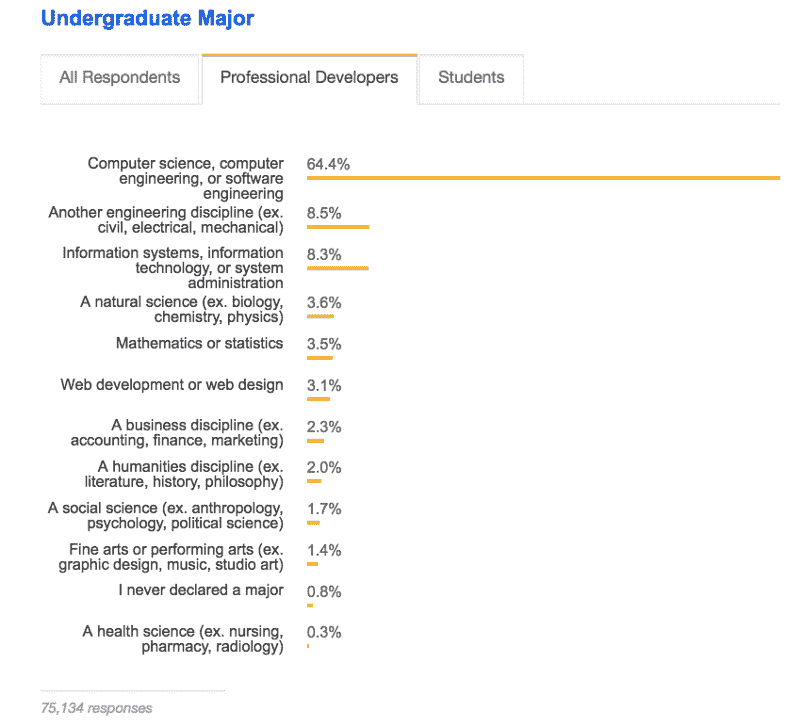 Undergraduate Major
All Respondents
Professional Developers
Students
Computer science, computer
engineering, or software
engineering
64.4%
Another engineering discipline (ex.
civil, electrical, mechanical)
8.5%
Information systems, information
technology, or system
administration
8.3%
A natural science (ex. biology,
chemistry, physics)
3.6%
Mathematics or statistics
3.5%
Web development or web design
3.1%
A business discipline (ex.
accounting, finance, marketing)
2.3%
A humanities discipline (ex.
literature, history, philosophy)
2.0%
A social science (ex. anthropology,
psychology, political science)
1.7%
Fine arts or performing arts (ex.
graphic design, music, studio art)
1.4%
I never declared a major
0.8%
A health science (ex. nursing,
pharmacy, radiology)
0.3%
75,134 responses